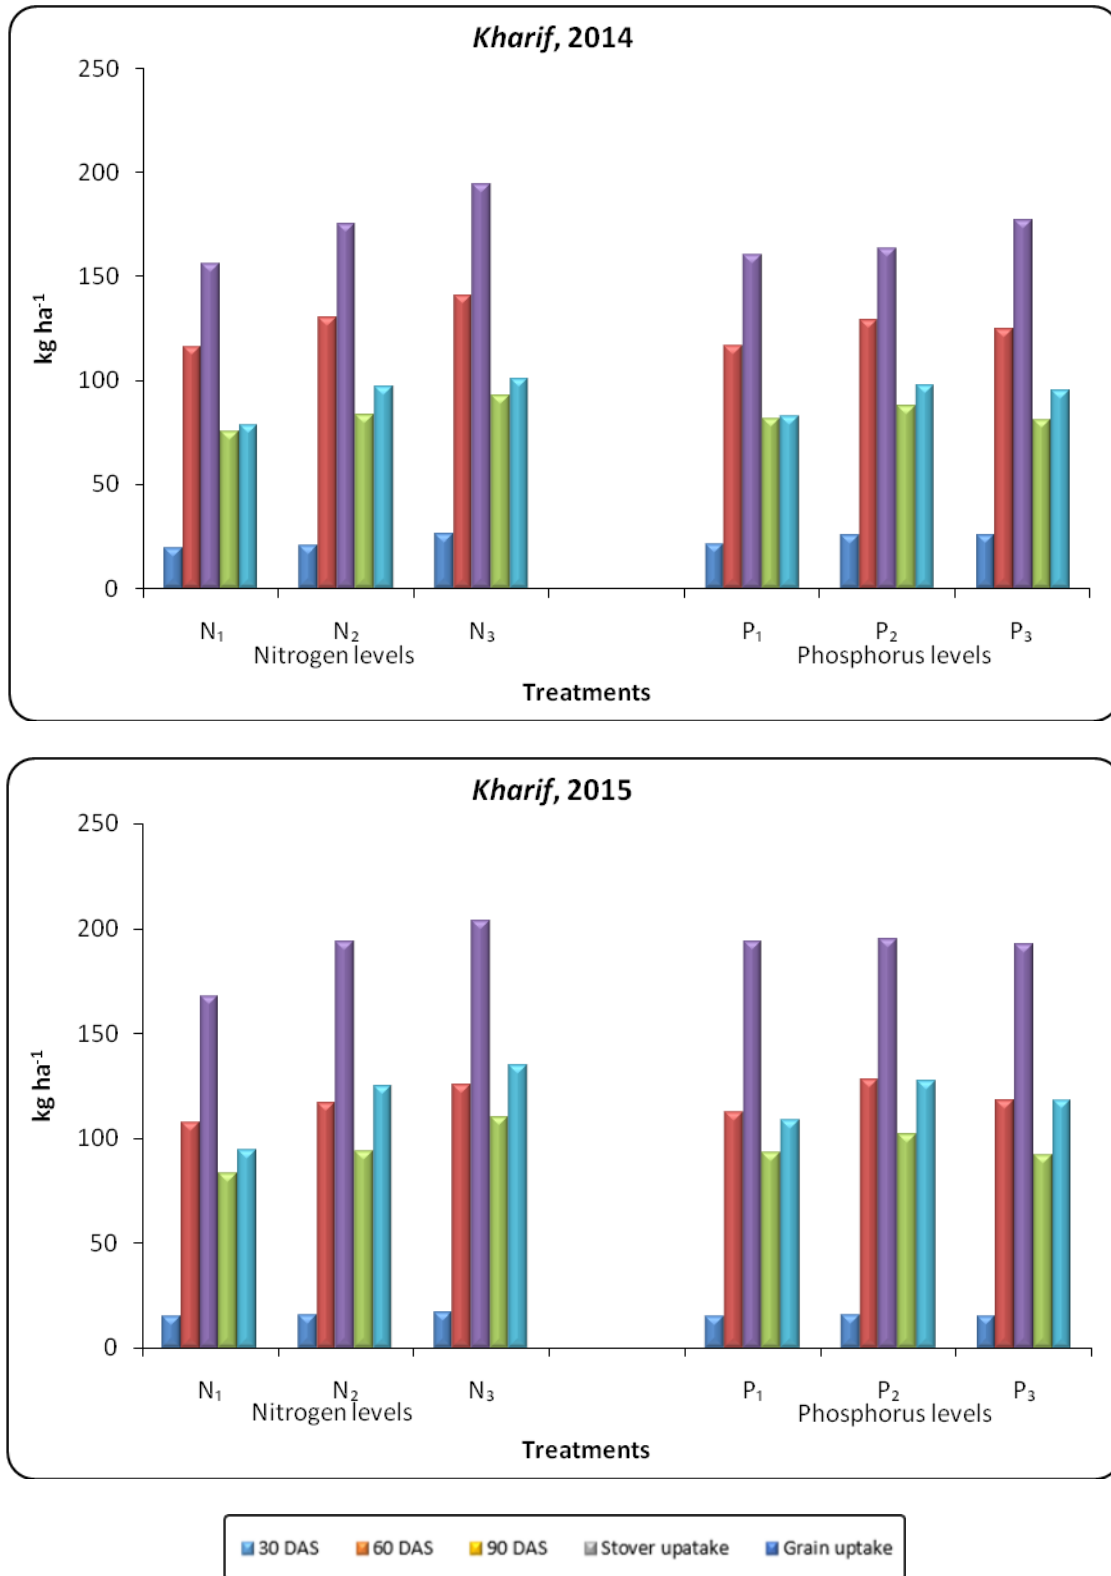 Kharif, 2014
250
200
150
100
50
0
kg ha⁻¹
N₁ N₂ N₃ P₁ P₂ P₃
Nitrogen levels Phosphorus levels
Treatments
Kharif, 2015
250
200
150
100
50
0
kg ha⁻¹
N₁ N₂ N₃ P₁ P₂ P₃
Nitrogen levels Phosphorus levels
Treatments
30 DAS 60 DAS 90 DAS Stover upatake Grain uptake